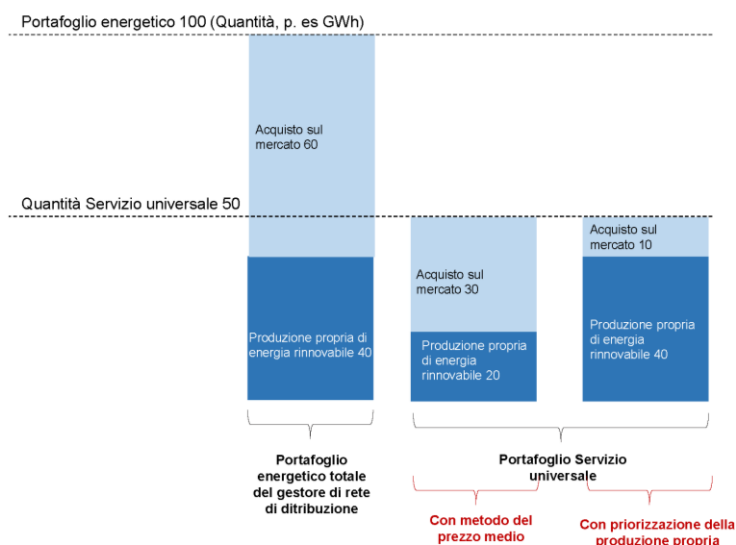 Portafoglio energetico 100 (Quantità, p. es GWh)
Acquisto sul
mercato 60
Quantità Servizio universale 50
Produzione propria di
energia rinnovabile 40
Acquisto sul
mercato 30
Produzione propria
di energia
rinnovabile 20
Acquisto sul
mercato 10
Produzione propria
di energia
rinnovabile 40
Portafoglio
energetico totale
del gestore di rete
di ditribuzione
Portafoglio Servizio
universale
Con metodo del
prezzo medio
Con priorizzazione della
produzione propria